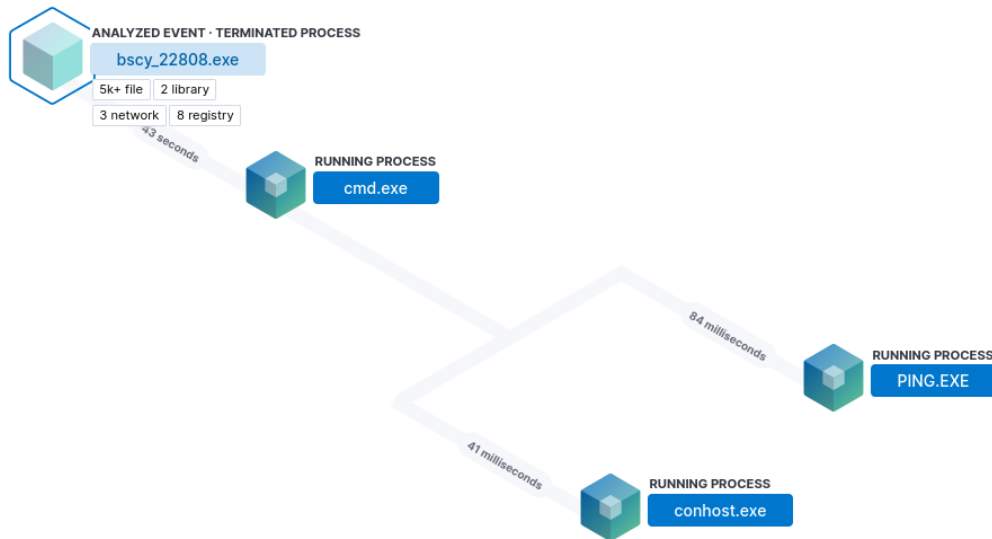 ANALYZED EVENT · TERMINATED PROCESS
bscy_22808.exe
5k+ file 2 library
3 network 8 registry
43 seconds
RUNNING PROCESS
cmd.exe
84 milliseconds
RUNNING PROCESS
PING.EXE
41 milliseconds
RUNNING PROCESS
conhost.exe